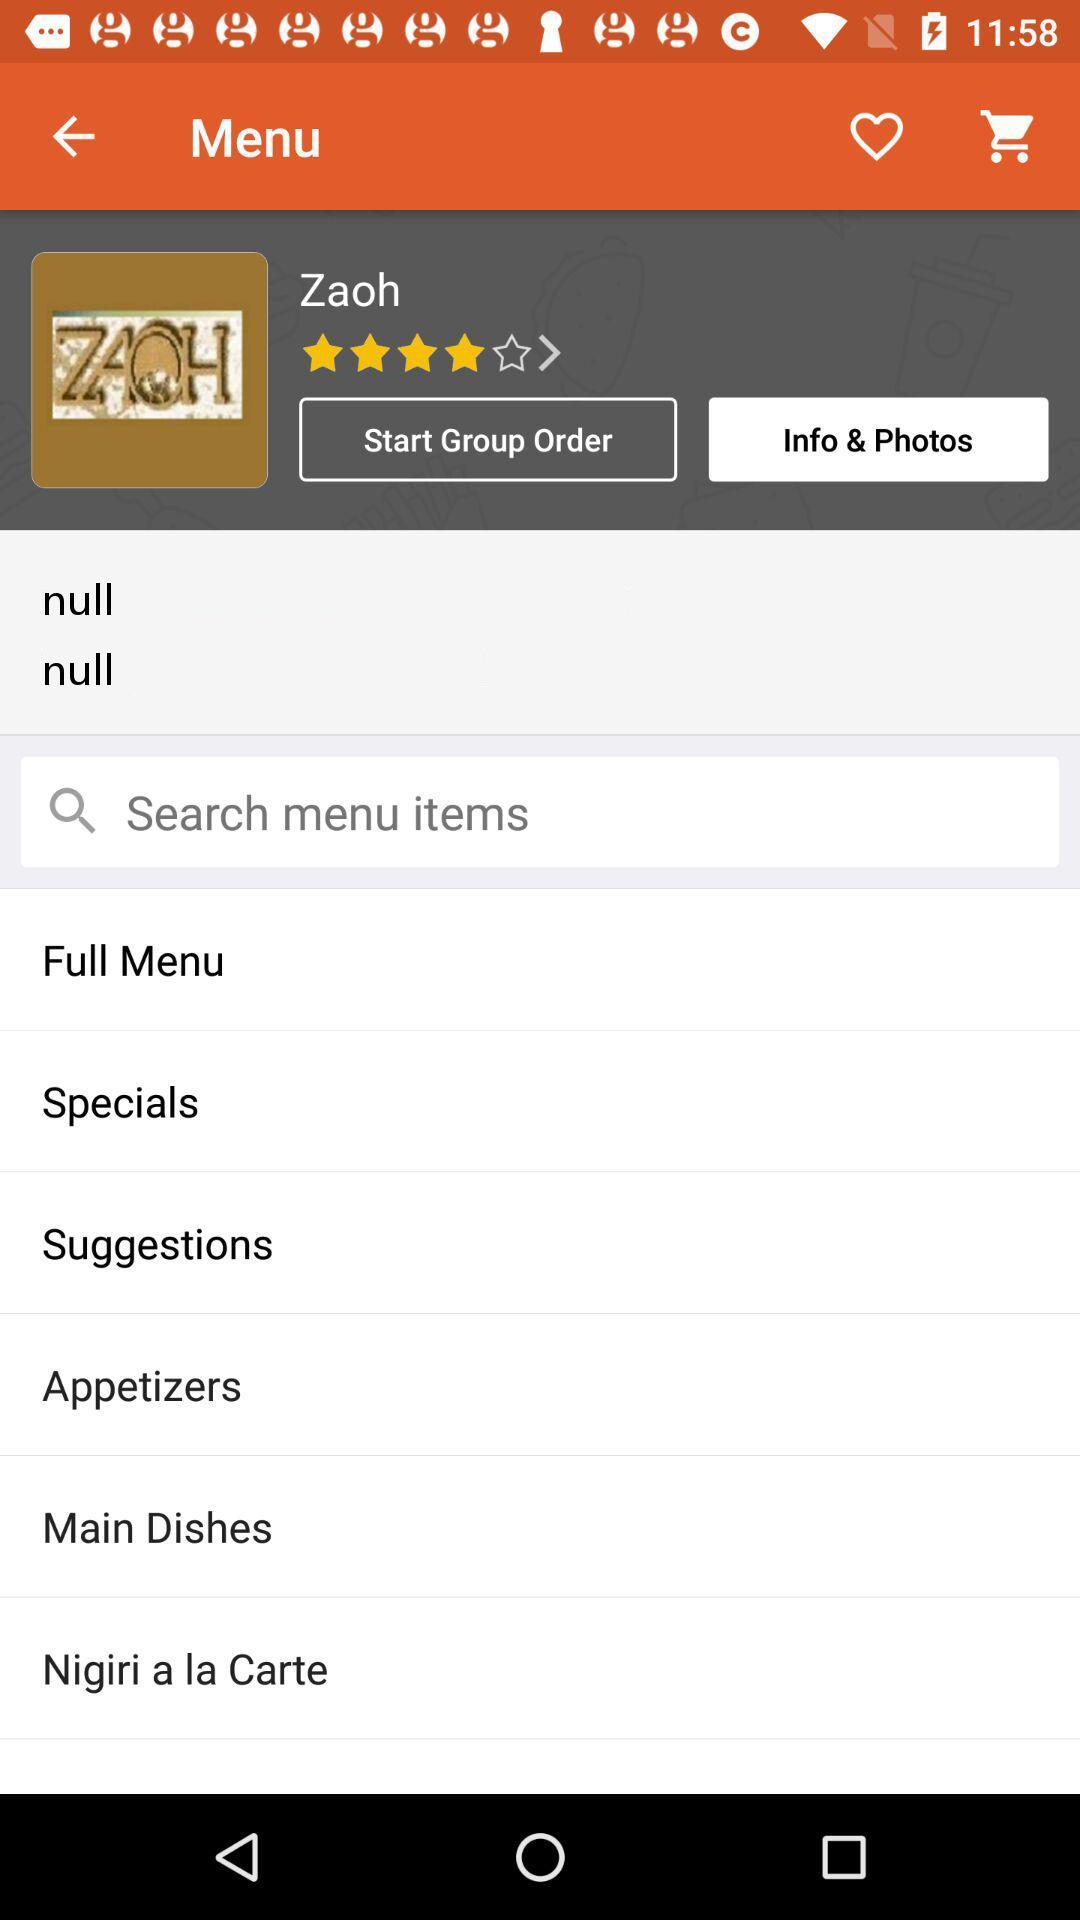 11:58
Menu
ZAOH
Zaoh
Start Group Order
Info & Photos
null
null
Search menu items
Full Menu
Specials
Suggestions
Appetizers
Main Dishes
Nigiri a la Carte